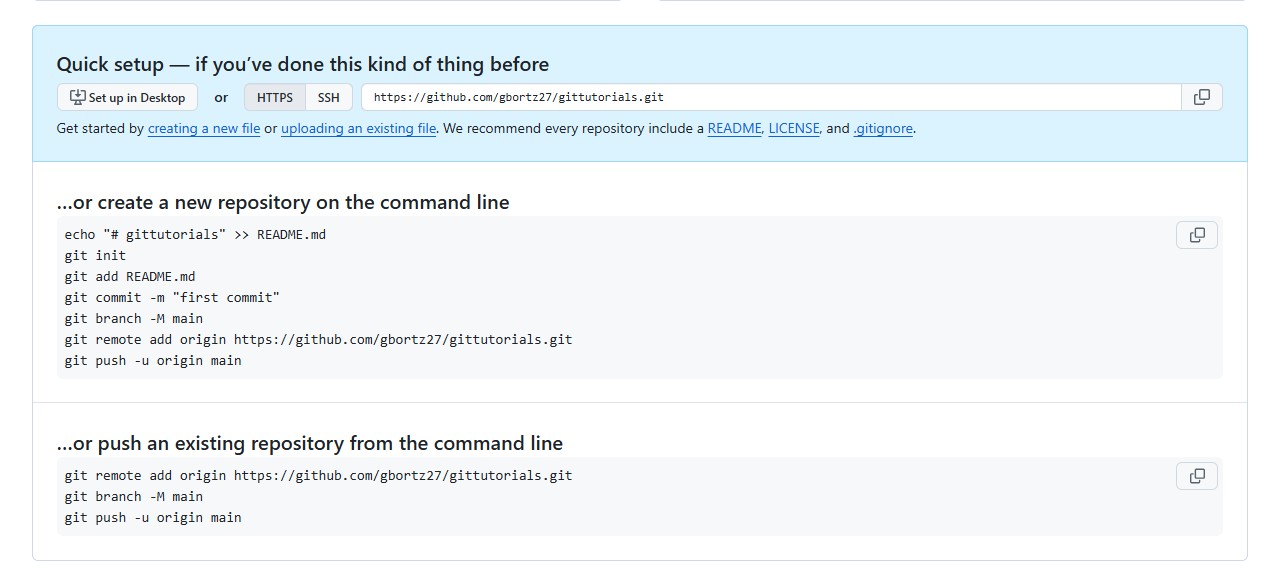 Quick setup — if you’ve done this kind of thing before
Set up in Desktop or HTTPS SSH https://github.com/gbortz27/gittutorials.git
Get started by creating a new file or uploading an existing file. We recommend every repository include a README, LICENSE, and .gitignore.
…or create a new repository on the command line
echo "# gittutorials" >> README.md
git init
git add README.md
git commit -m "first commit"
git branch -M main
git remote add origin https://github.com/gbortz27/gittutorials.git
git push -u origin main
…or push an existing repository from the command line
git remote add origin https://github.com/gbortz27/gittutorials.git
git branch -M main
git push -u origin main